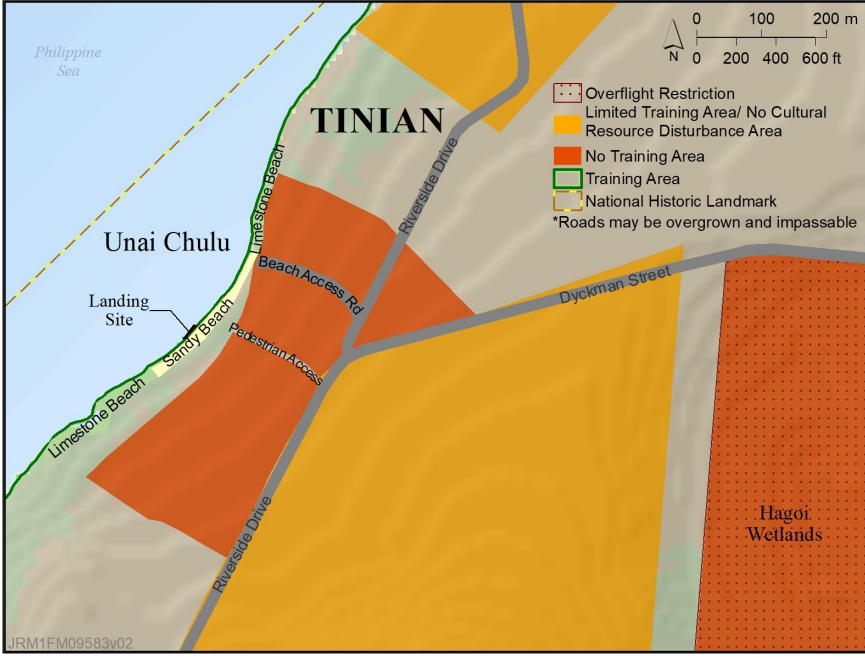 Philippine
Sea
TINIAN
0 100 200 m
N
0 200 400 600 ft
Overflight Restriction
Limited Training Area/ No Cultural
Resource Disturbance Area
No Training Area
Training Area
National Historic Landmark
*Roads may be overgrown and impassable
Riverside Drive
Limestone Beach
Unai Chulu
Beach Access Rd
Dyckman Street
Landing
Site
Sandy Beach
Pedestrian Access
Limestone Beach
Riverside Drive
Hagoi
Wetlands
JRM1FM09583v02